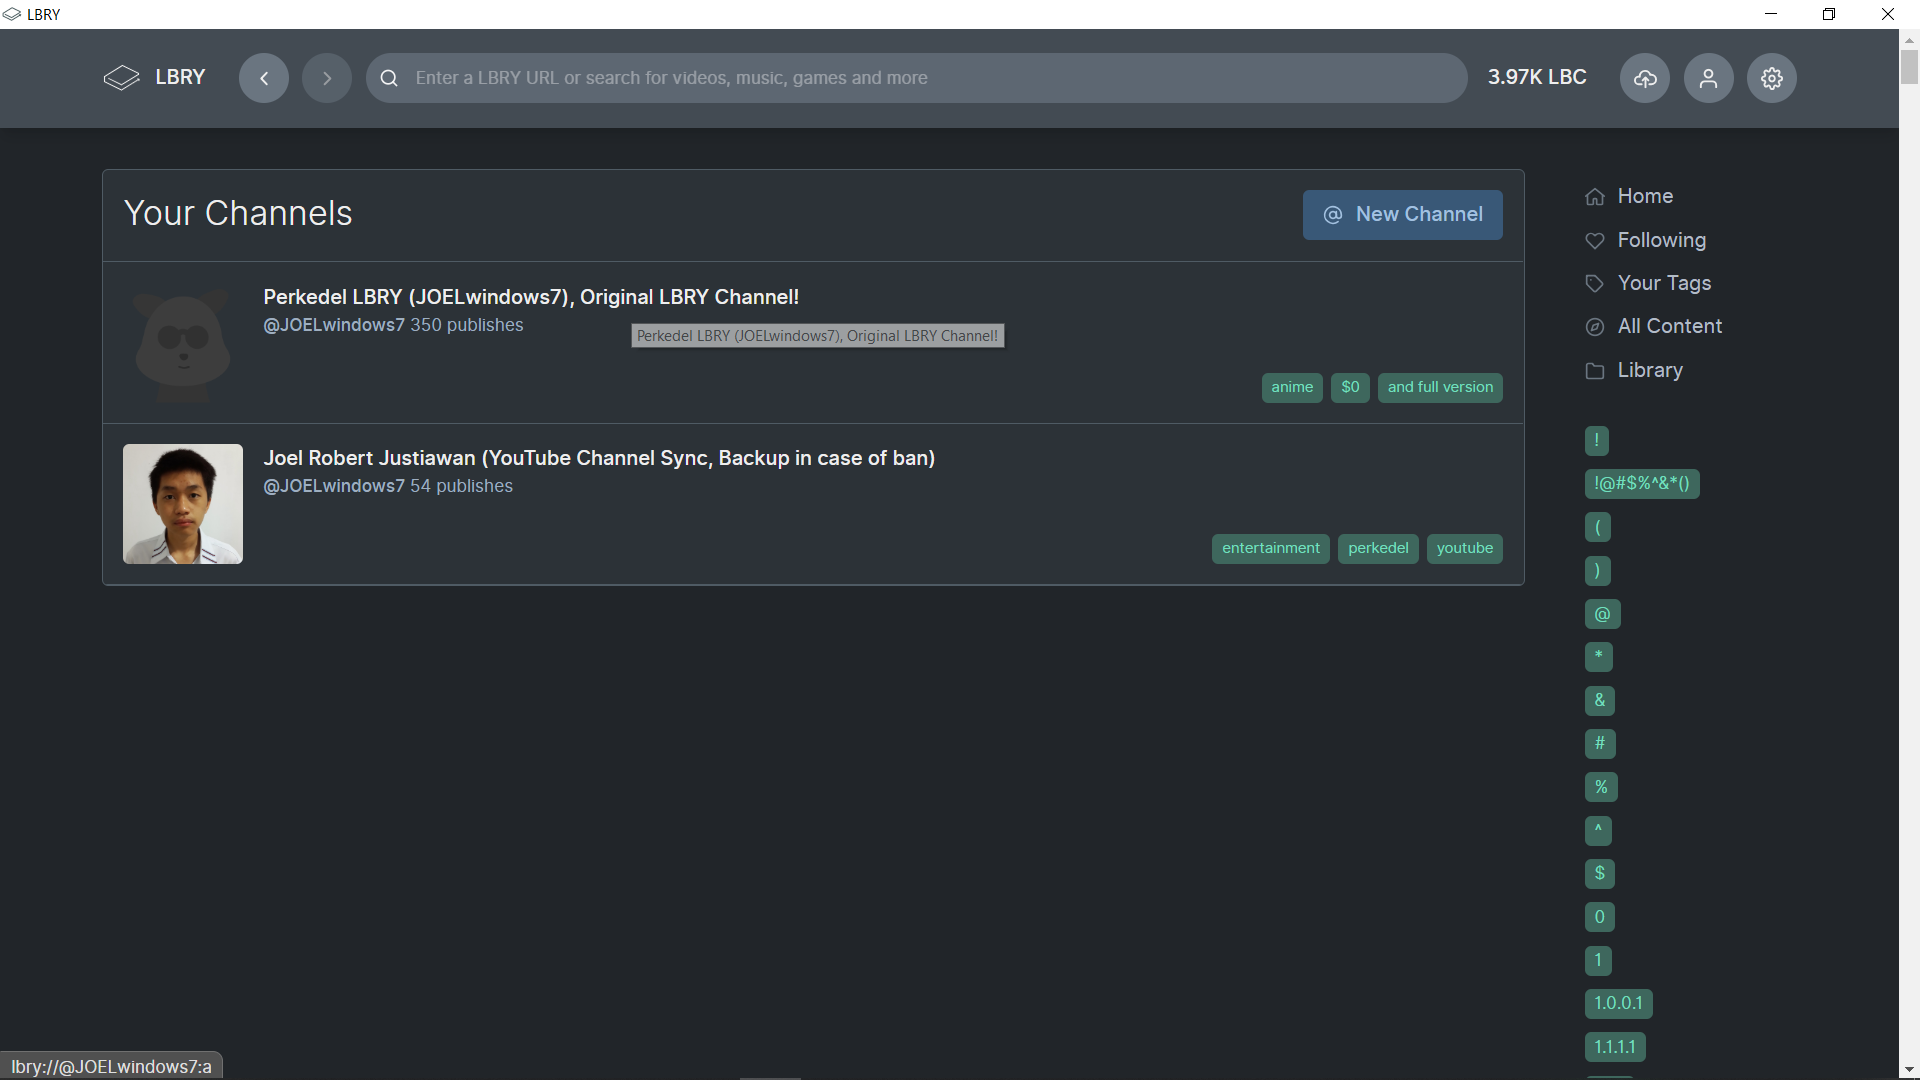 LBRY
LBRY
Enter a LBRY URL or search for videos, music, games and more
3.97K LBC
Your Channels
New Channel
Perkedel LBRY (JOELwindows7), Original LBRY Channel!
@JOELwindows7 350 publishes
Perkedel LBRY (JOELwindows7), Original LBRY Channel!
anime
$0
and full version
Joel Robert Justiawan (YouTube Channel Sync, Backup in case of ban)
@JOELwindows7 54 publishes
entertainment
perkedel
youtube
Home
Following
Your Tags
All Content
Library
!
!@#$%^&*()
(
)
@
*
&
#
%
^
$
0
1
1.0.0.1
1.1.1.1
lbry://@JOELwindows7:a